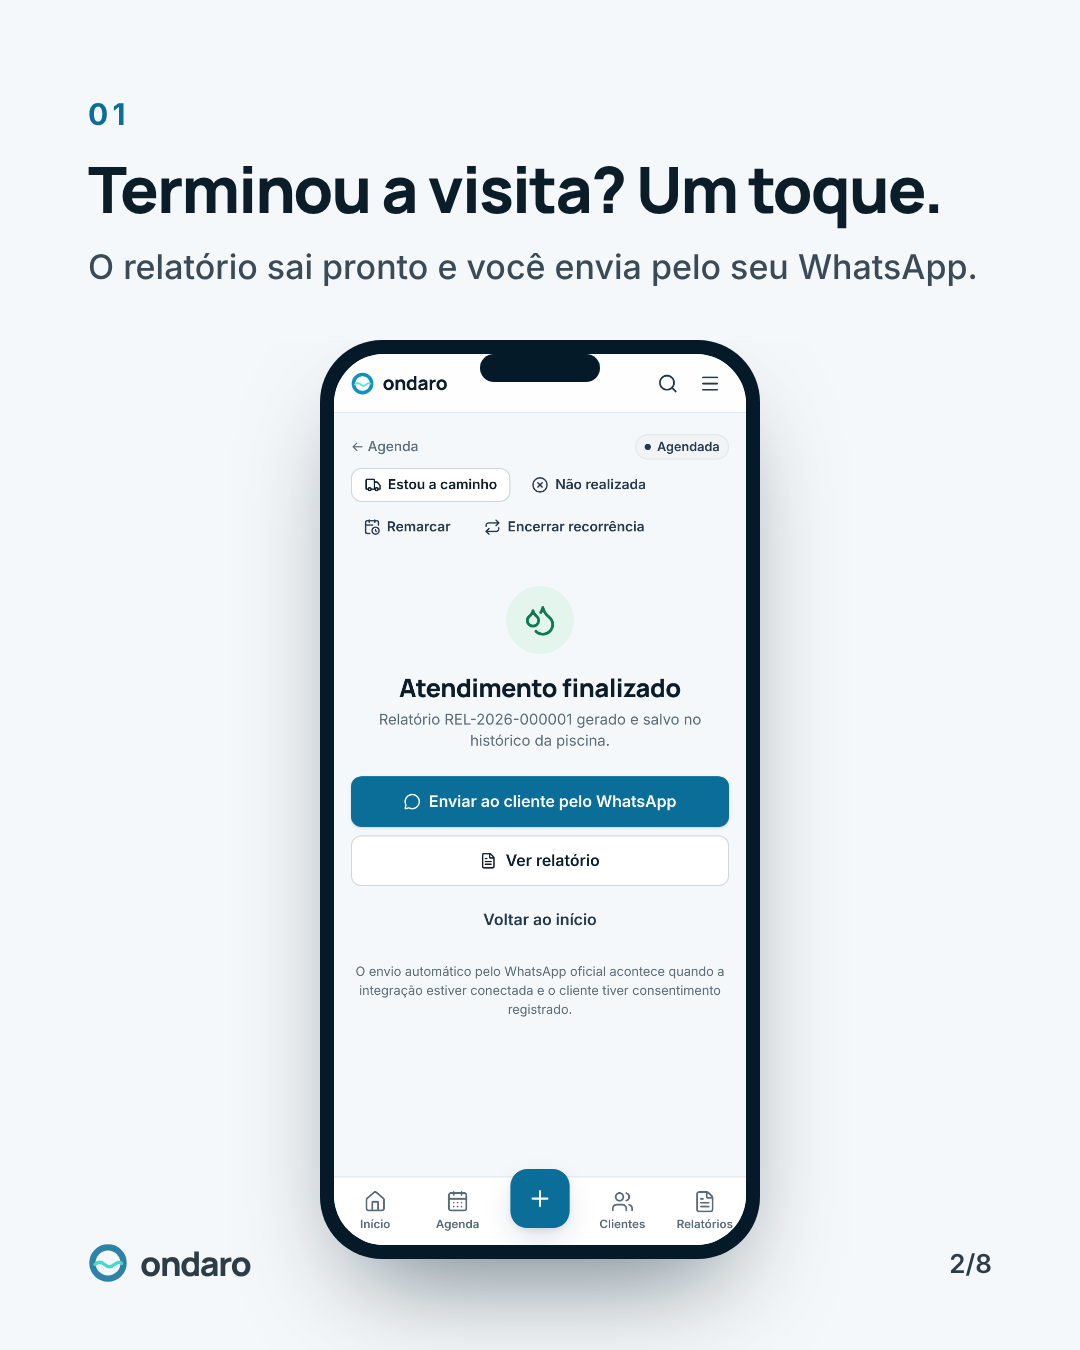 01
Terminou a visita? Um toque.
O relatório sai pronto e você envia pelo seu WhatsApp.
ondaro
← Agenda
Agendada
Estou a caminho
Não realizada
Remarcar
Encerrar recorrência
Atendimento finalizado
Relatório REL-2026-000001 gerado e salvo no
histórico da piscina.
Enviar ao cliente pelo WhatsApp
Ver relatório
Voltar ao início
O envio automático pelo WhatsApp oficial acontece quando a
integração estiver conectada e o cliente tiver consentimento
registrado.
Início
Agenda
Clientes
Relatórios
ondaro
2/8